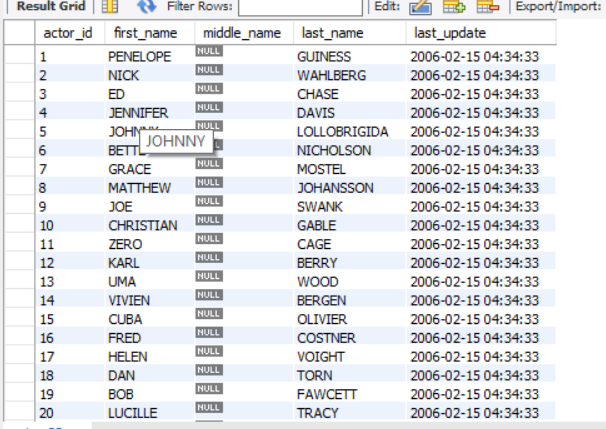 Result Grid Filter Rows: Edit: Export/Import:
actor_id first_name middle_name last_name last_update
1 PENELOPE NULL GUINESS 2006-02-15 04:34:33
2 NICK NULL WAHLBERG 2006-02-15 04:34:33
3 ED NULL CHASE 2006-02-15 04:34:33
4 JENNIFER NULL DAVIS 2006-02-15 04:34:33
5 JOHNNY NULL LOLLOBRIGIDA 2006-02-15 04:34:33
JOHNNY
6 NICHOLSON 2006-02-15 04:34:33
7 GRACE NULL MOSTEL 2006-02-15 04:34:33
8 MATTHEW NULL JOHANSSON 2006-02-15 04:34:33
9 JOE NULL SWANK 2006-02-15 04:34:33
10 CHRISTIAN NULL GABLE 2006-02-15 04:34:33
11 ZERO NULL CAGE 2006-02-15 04:34:33
12 KARL NULL BERRY 2006-02-15 04:34:33
13 UMA NULL WOOD 2006-02-15 04:34:33
14 VIVIEN NULL BERGEN 2006-02-15 04:34:33
15 CUBA NULL OLIVIER 2006-02-15 04:34:33
16 FRED NULL COSTNER 2006-02-15 04:34:33
17 HELEN NULL VOIGHT 2006-02-15 04:34:33
18 DAN NULL TORN 2006-02-15 04:34:33
19 BOB NULL FAWCETT 2006-02-15 04:34:33
20 LUCILLE NULL TRACY 2006-02-15 04:34:33